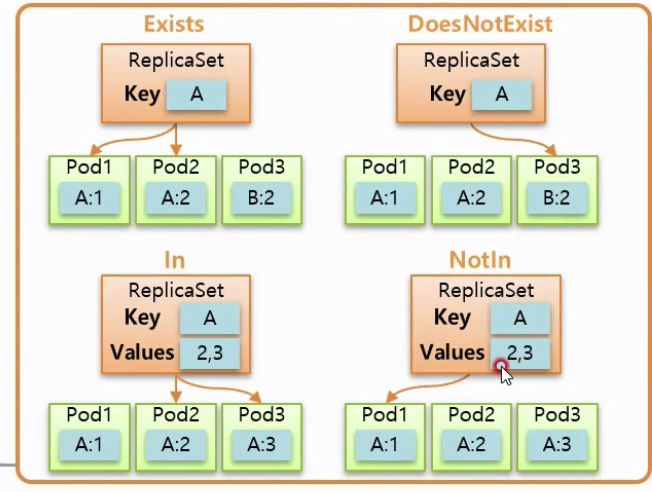 Exists
ReplicaSet
Key A
Pod1 Pod2 Pod3
A:1 A:2 B:2
DoesNotExist
ReplicaSet
Key A
Pod1 Pod2 Pod3
A:1 A:2 B:2
In
ReplicaSet
Key A
Values 2,3
Pod1 Pod2 Pod3
A:1 A:2 A:3
NotIn
ReplicaSet
Key A
Values 2,3
Pod1 Pod2 Pod3
A:1 A:2 A:3